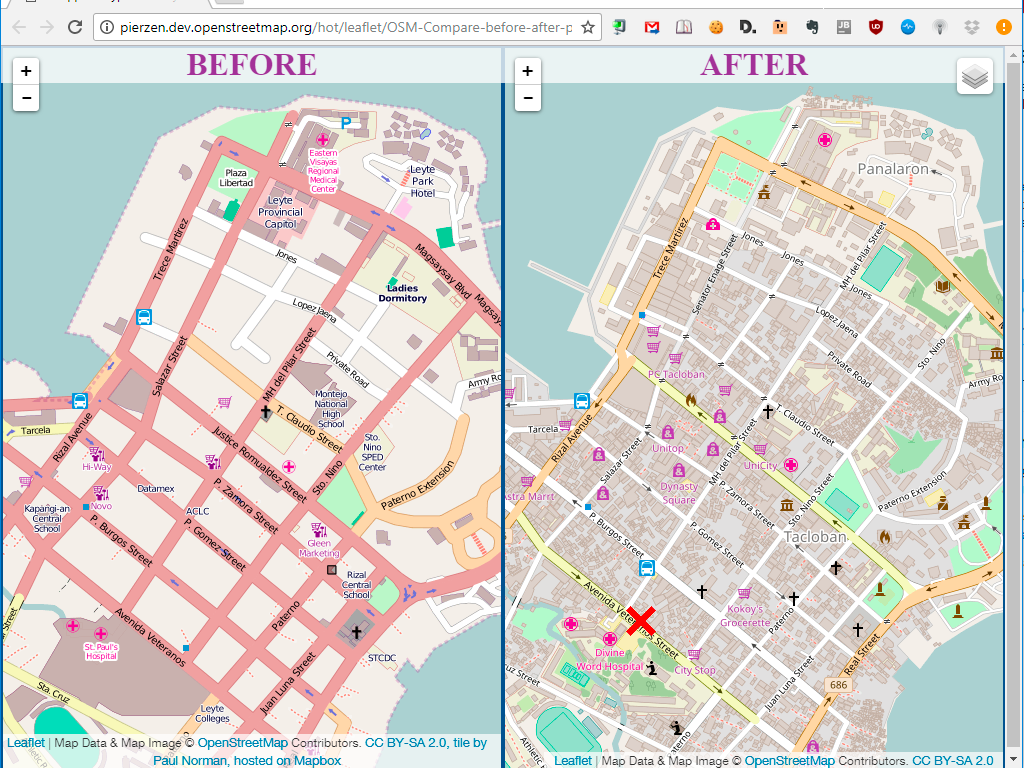 pierzen.dev.openstreetmap.org/hot/leaflet/OSM-Compare-before-after-p
BEFORE
+
−
P
Eastern
Visayas
Regional
Medical
Center
Plaza
Libertad
Leyte
Park
Hotel
Leyte
Provincial
Capitol
Trece Martirez
Jones
Magsaysay Blvd
Ladies
Dormitory
Lopez Jaena
Salazar Street
MH del Pilar Street
Private Road
Army Ro
Montejo
National
High
School
T. Claudio Street
Tarcela
Rizal Avenue
Justice Romualdez Street
Sto.
Nino
SPED
Center
Sto. Nino
Hi-Way
Datamex
P. Zamora Street
Paterno Extension
Novo
Kapangi-an
Central
School
AGLC
P. Burgos Street
P. Gomez Street
Gleen
Marketing
Rizal
Central
School
Avenida Veteranos
Paterno
St. Paul's
Hospital
STCDC
Juan Luna Street
Sta. Cruz
Leyte
Colleges
Leaflet | Map Data & Map Image © OpenStreetMap Contributors. CC BY-SA 2.0, tile by
Paul Norman, hosted on Mapbox
AFTER
+
−
Panalaron
Trece Martirez
Senator Enage Street
Jones
Jones
MH del Pilar Street
Jones
Lopez Jaena
Sto. Nino
PC Tacloban
Private Road
Army Ro
T. Claudio Street
Tarcela
Rizal Avenue
Unitop
MH del Pilar Street
UniCity
Salazar Street
Dynasty
Square
P. Zamora Street
Sto. Nino Street
Paterno Extension
Astra Marrt
P. Burgos Street
P. Gomez Street
Tacloban
Avenida Veteranos Street
Kokoy's
Grocerette
Paterno
Divine
Word Hospital
City Stop
Real Street
Juan Luna Street
686
Cruz Street
Paterno
Athletic
Leaflet | Map Data & Map Image © OpenStreetMap Contributors. CC BY-SA 2.0